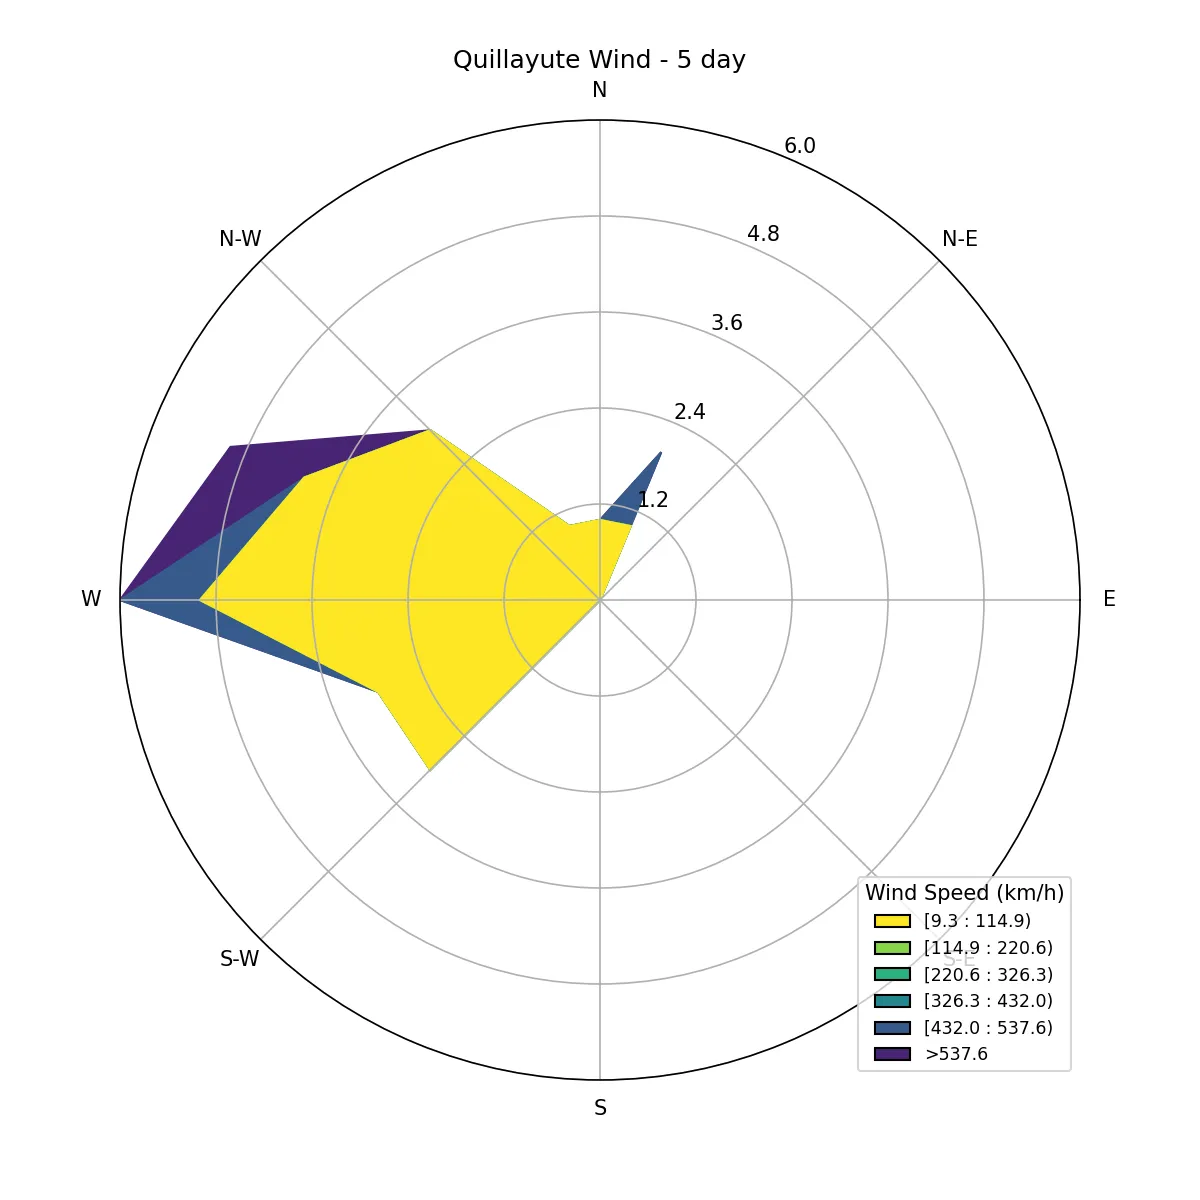 Quillayute Wind - 5 day
N
6.0
N-W
N-E
4.8
3.6
2.4
1.2
W
E
S-W
S-E
S
Wind Speed (km/h)
[9.3 : 114.9)
[114.9 : 220.6)
[220.6 : 326.3)
[326.3 : 432.0)
[432.0 : 537.6)
>537.6